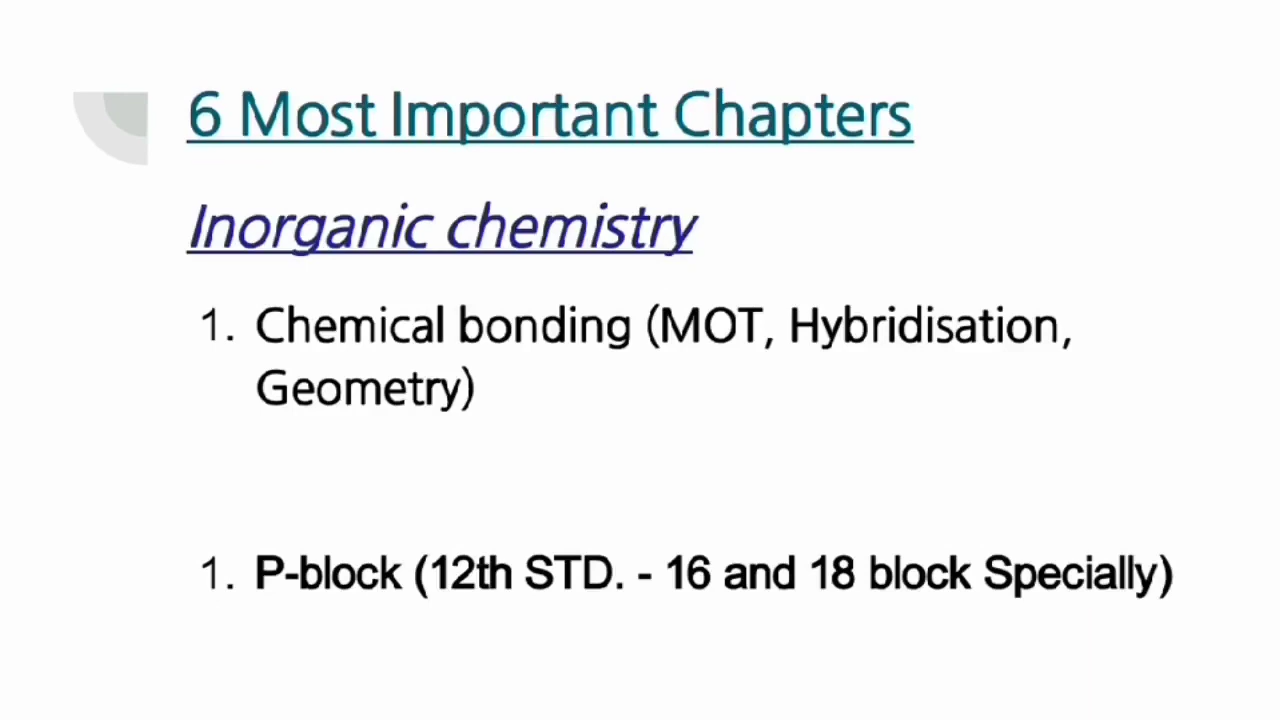 6 Most Important Chapters
Inorganic chemistry
1. Chemical bonding (MOT, Hybridisation,
Geometry)
1. P-block (12th STD. - 16 and 18 block Specially)